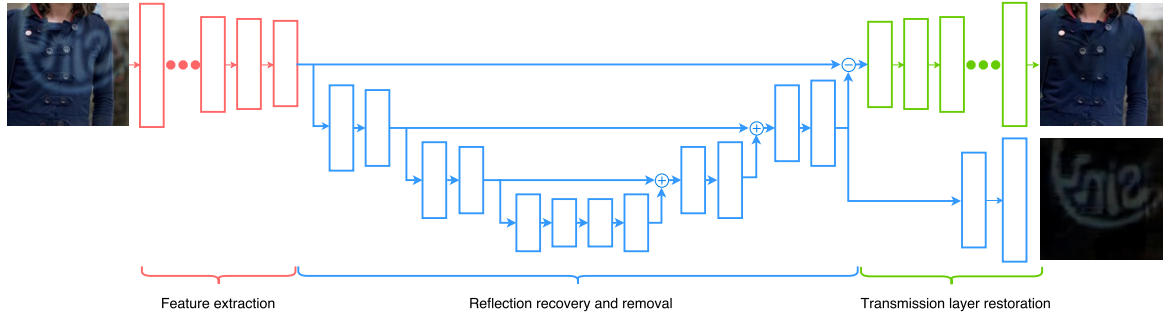 Feature extraction
Reflection recovery and removal
Transmission layer restoration